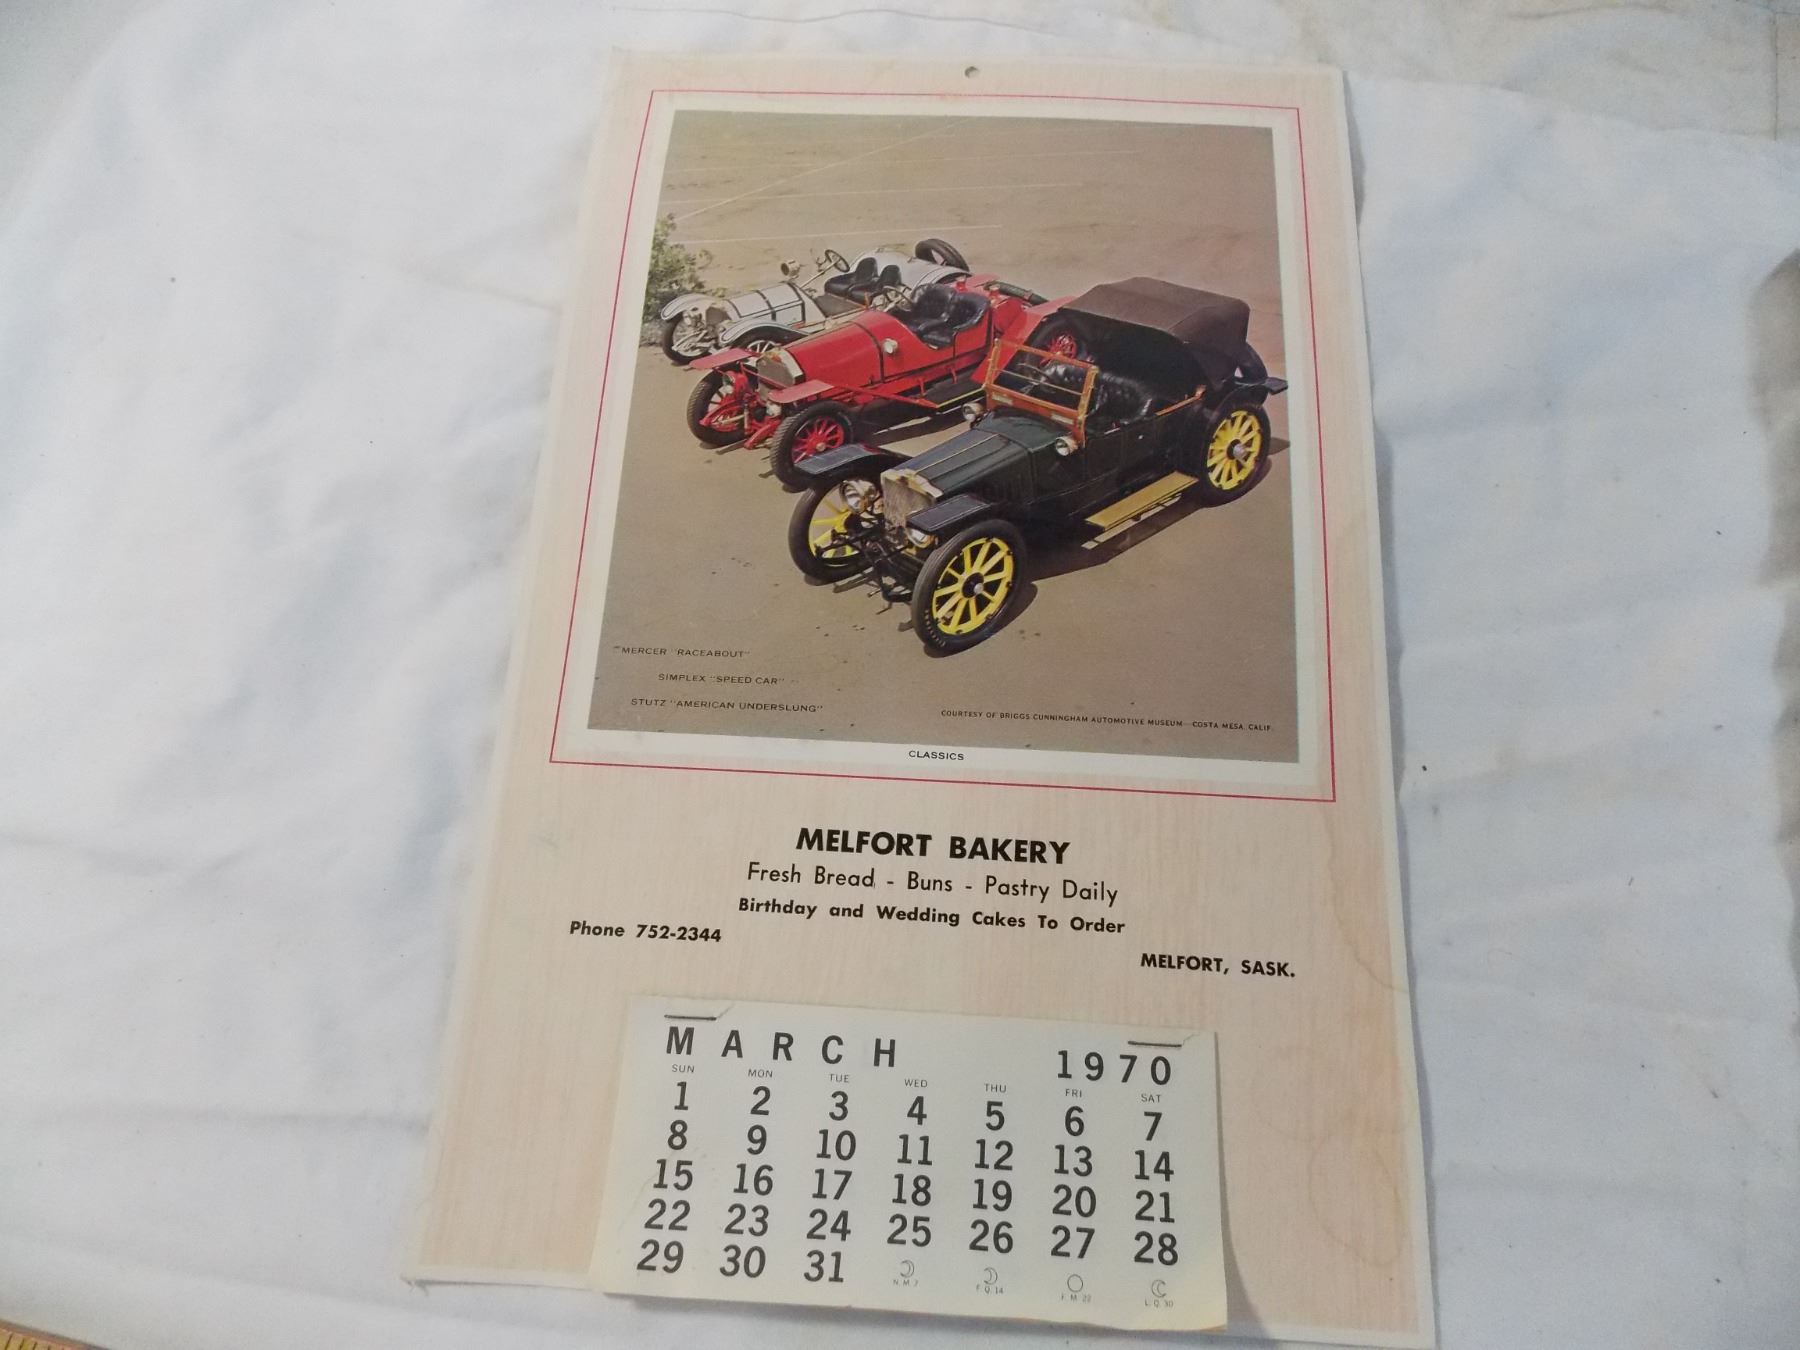 "MERCER "RACEABOUT"
SIMPLEX "SPEED CAR"
STUTZ "AMERICAN UNDERSLUNG"
COURTESY OF BRIGGS CUNNINGHAM AUTOMOTIVE MUSEUM COSTA MESA, CALIF.
CLASSICS
MELFORT BAKERY
Fresh Bread - Buns - Pastry Daily
Birthday and Wedding Cakes To Order
Phone 752-2344
MELFORT, SASK.
MARCH 1970
SUN MON TUE WED THU FRI SAT
1 2 3 4 5 6 7
8 9 10 11 12 13 14
15 16 17 18 19 20 21
22 23 24 25 26 27 28
29 30 31
N. M. 7 F. Q. 14 F. M. 22 L. Q. 30